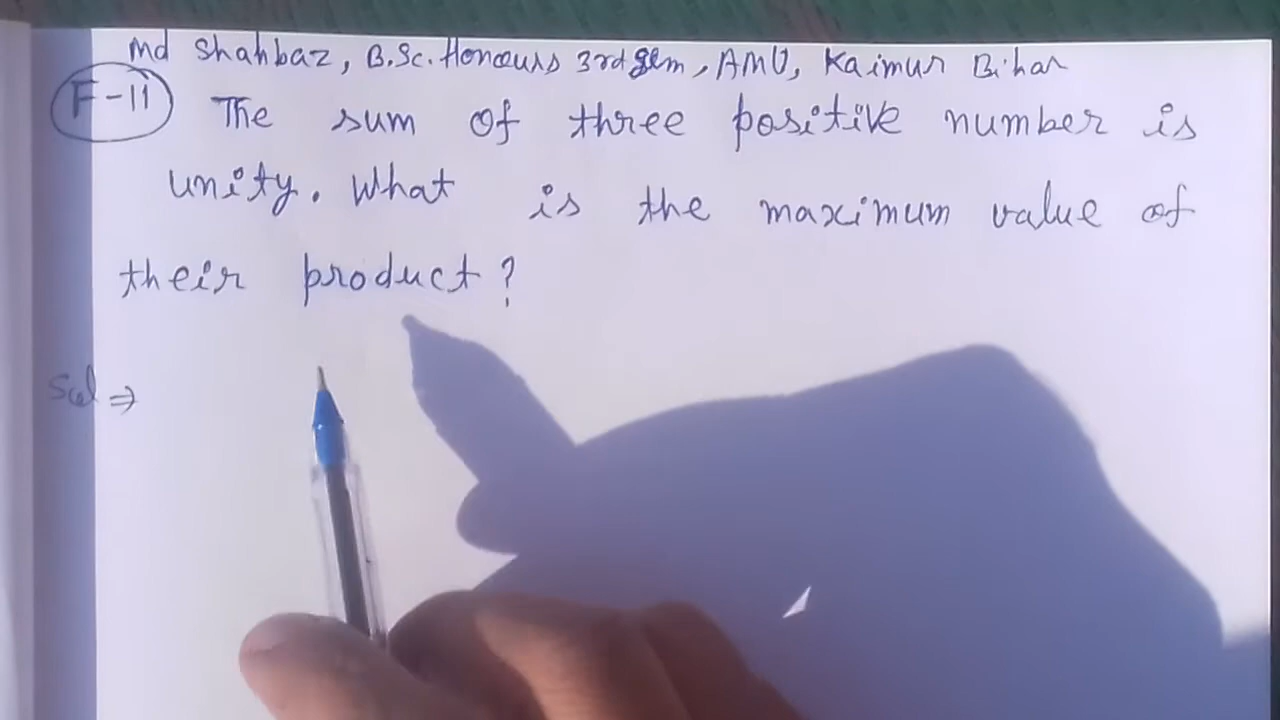 Md Shahbaz, B.Sc. Honours 3rd sem, AMU, Kaimur Bihar
F-11 The sum of three positive number is
unity. What is the maximum value of
their product?
Sol ⇒